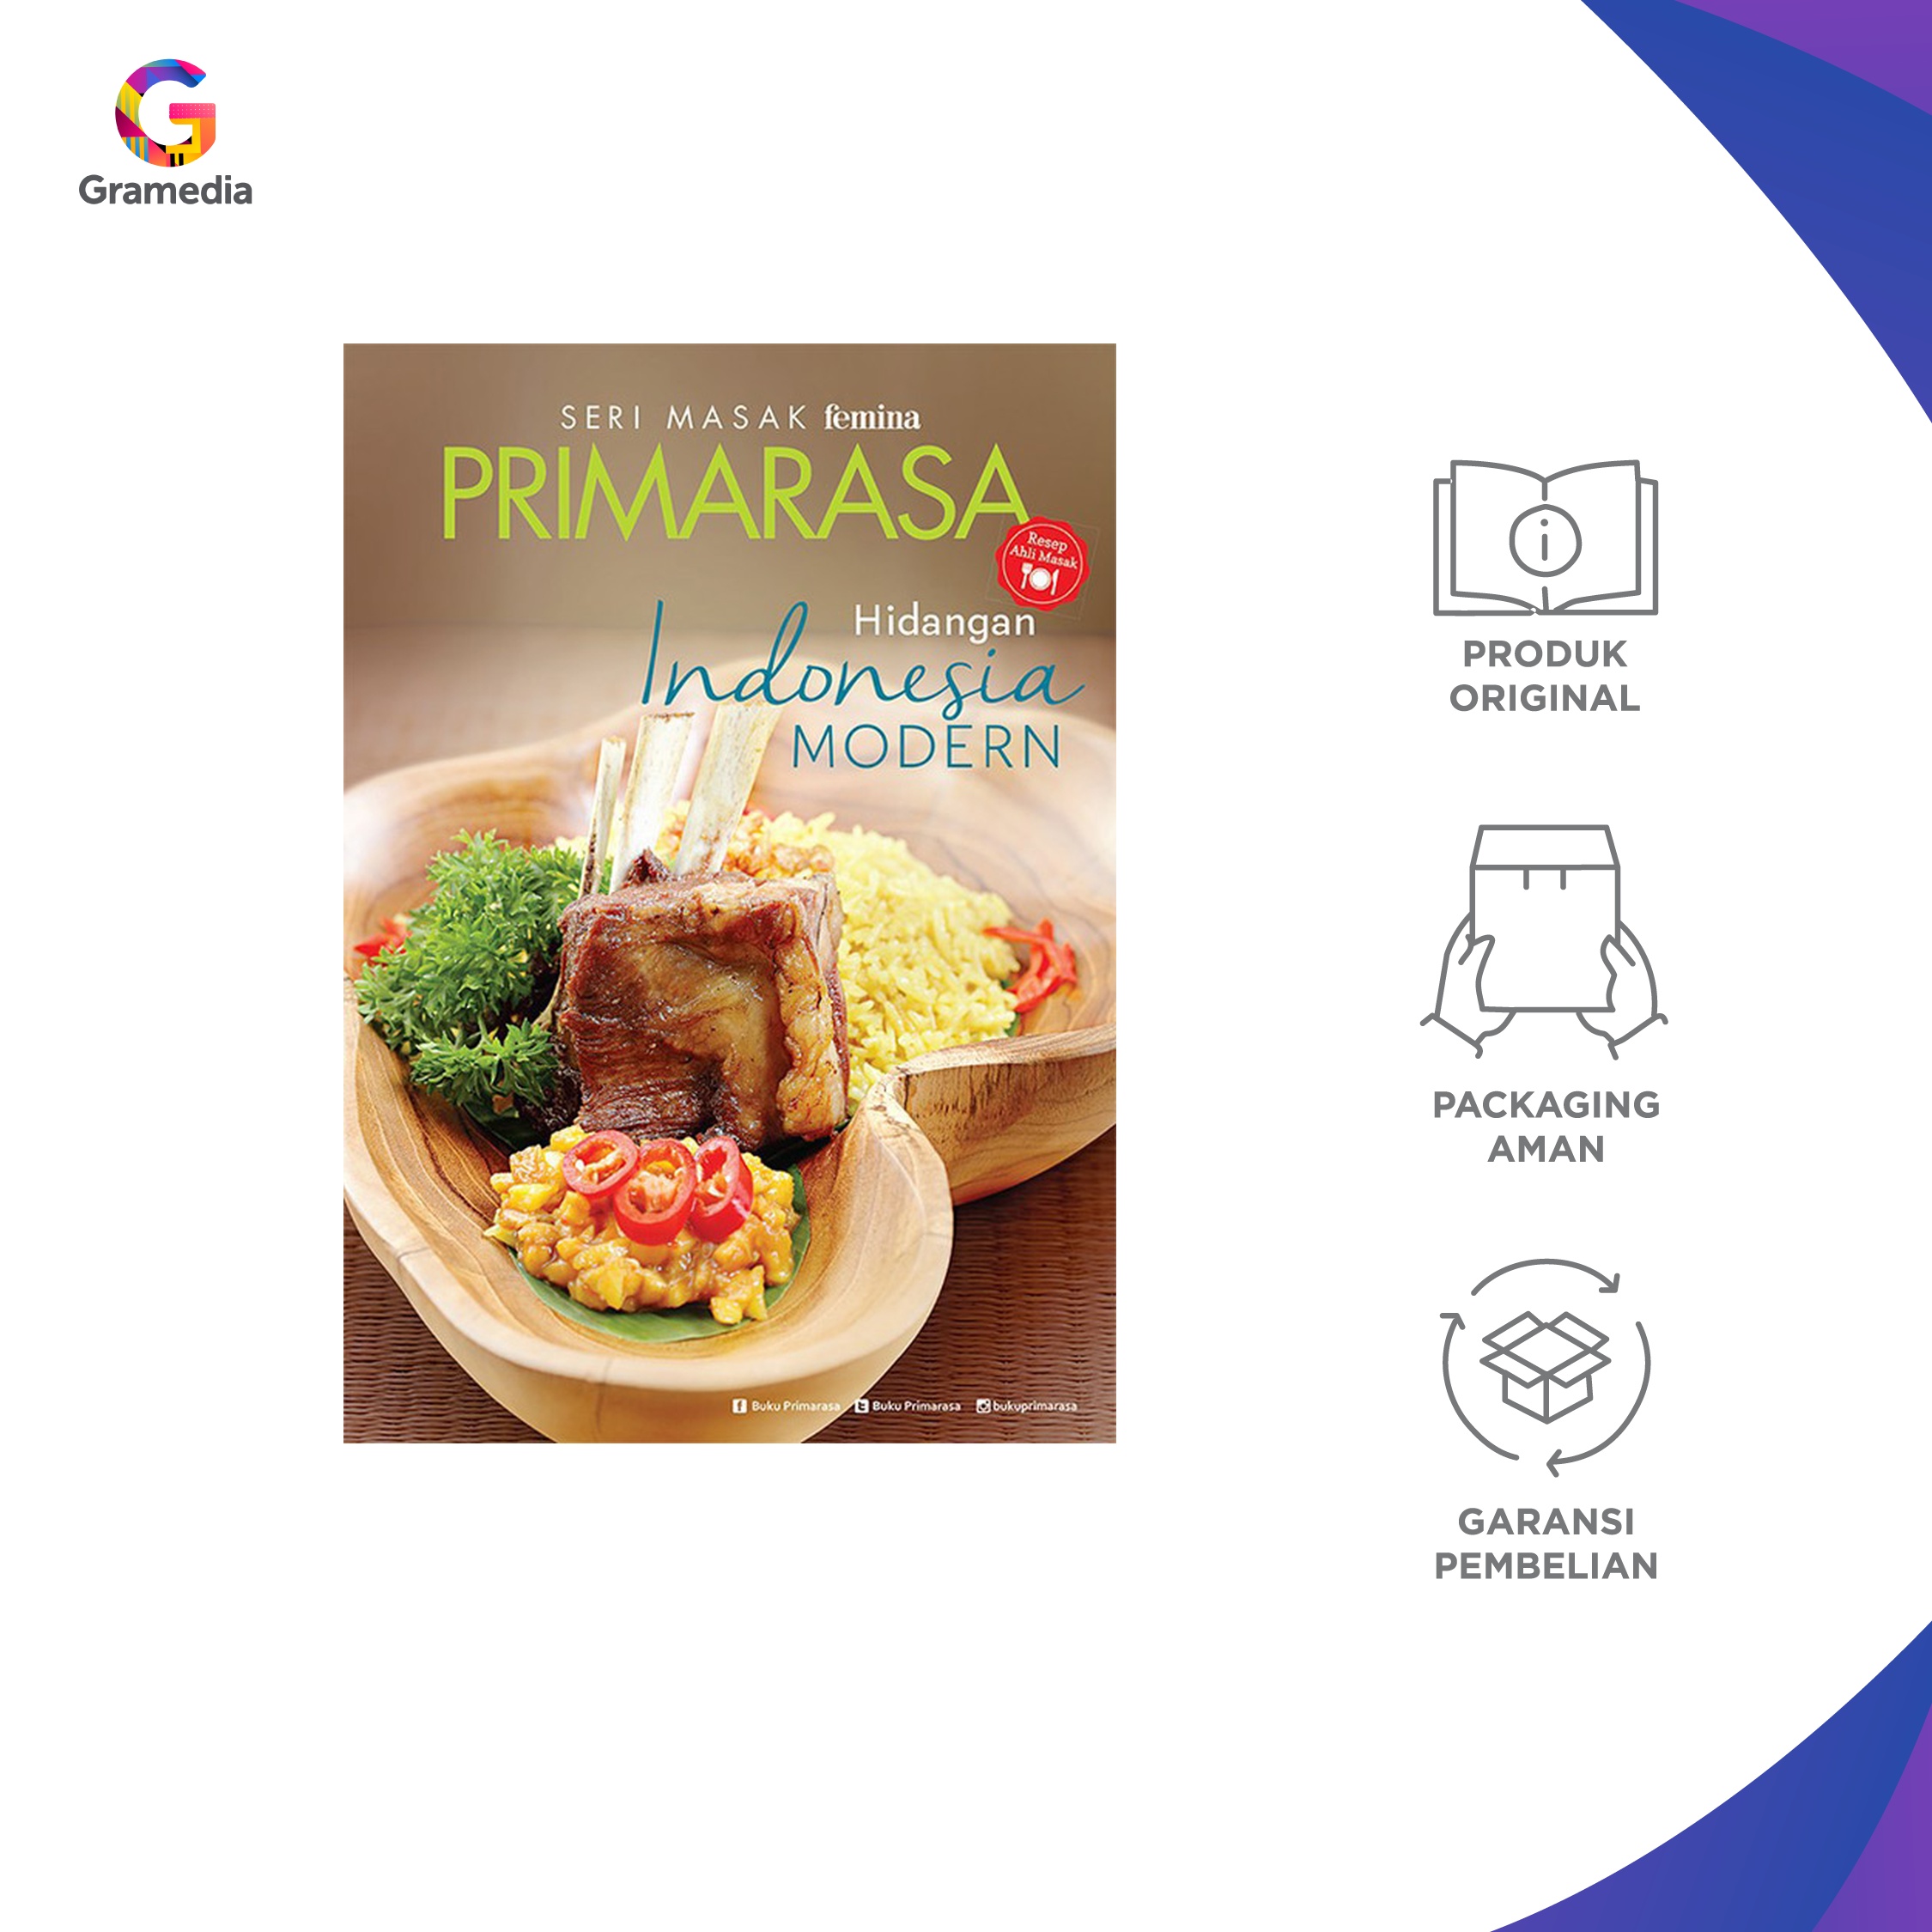 Gramedia
SERI MASAK femina
PRIMARASA
Resep
Ahli Masak
Hidangan
Indonesia
MODERN
Buku Primarasa Buku Primarasa bukuprimarasa
PRODUK
ORIGINAL
PACKAGING
AMAN
GARANSI
PEMBELIAN